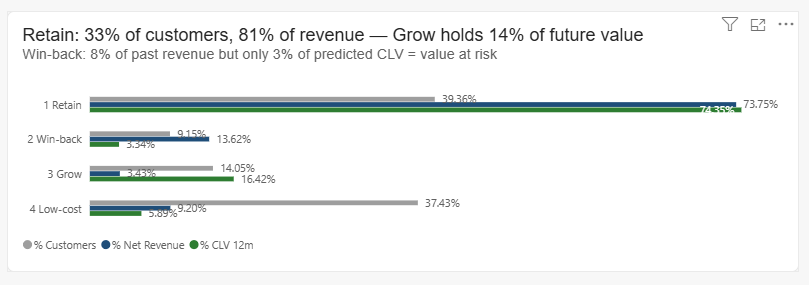 Retain: 33% of customers, 81% of revenue — Grow holds 14% of future value
Win-back: 8% of past revenue but only 3% of predicted CLV = value at risk
1 Retain
39.36%
73.75%
74.35%
2 Win-back
9.15%
13.62%
3.34%
3 Grow
14.05%
3.43%
16.42%
4 Low-cost
37.43%
9.20%
5.89%
% Customers % Net Revenue % CLV 12m